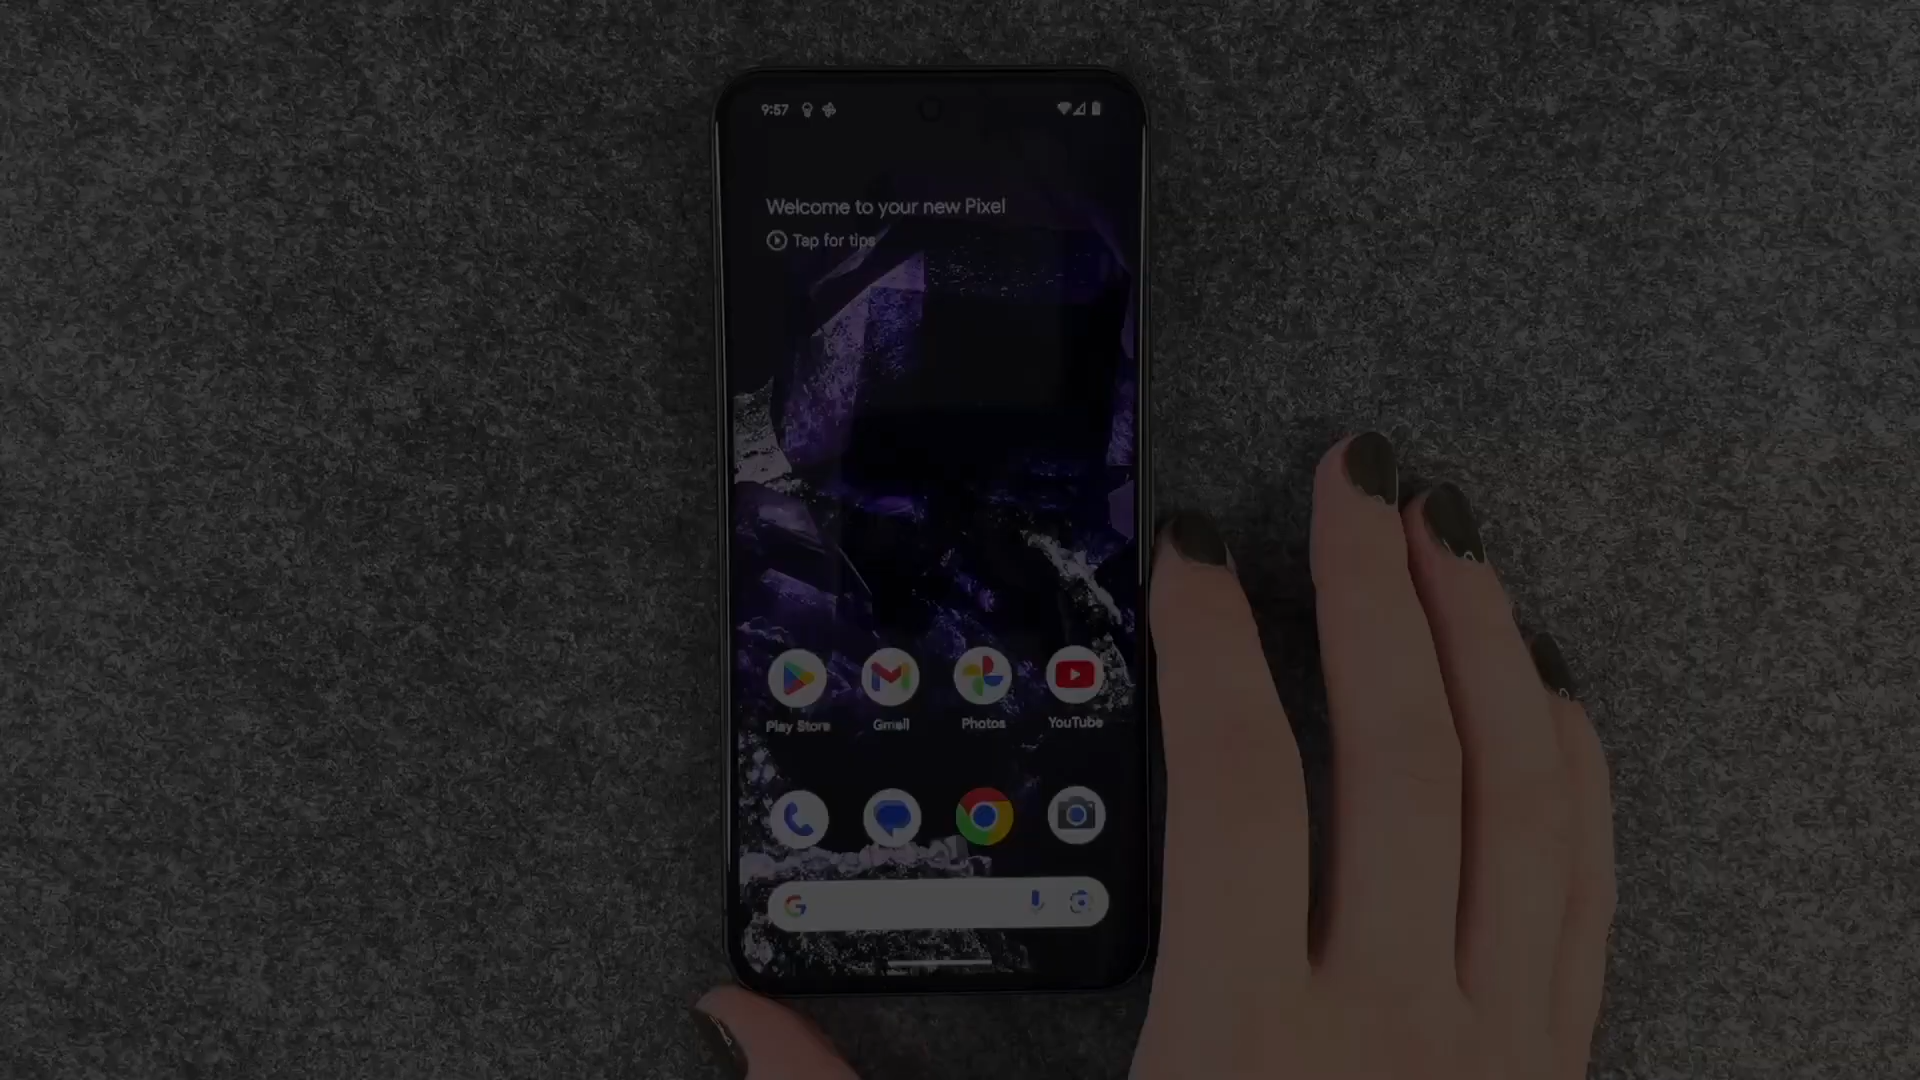 9:57
Welcome to your new Pixel
Tap for tips
Play Store
Gmail
Photos
YouTube